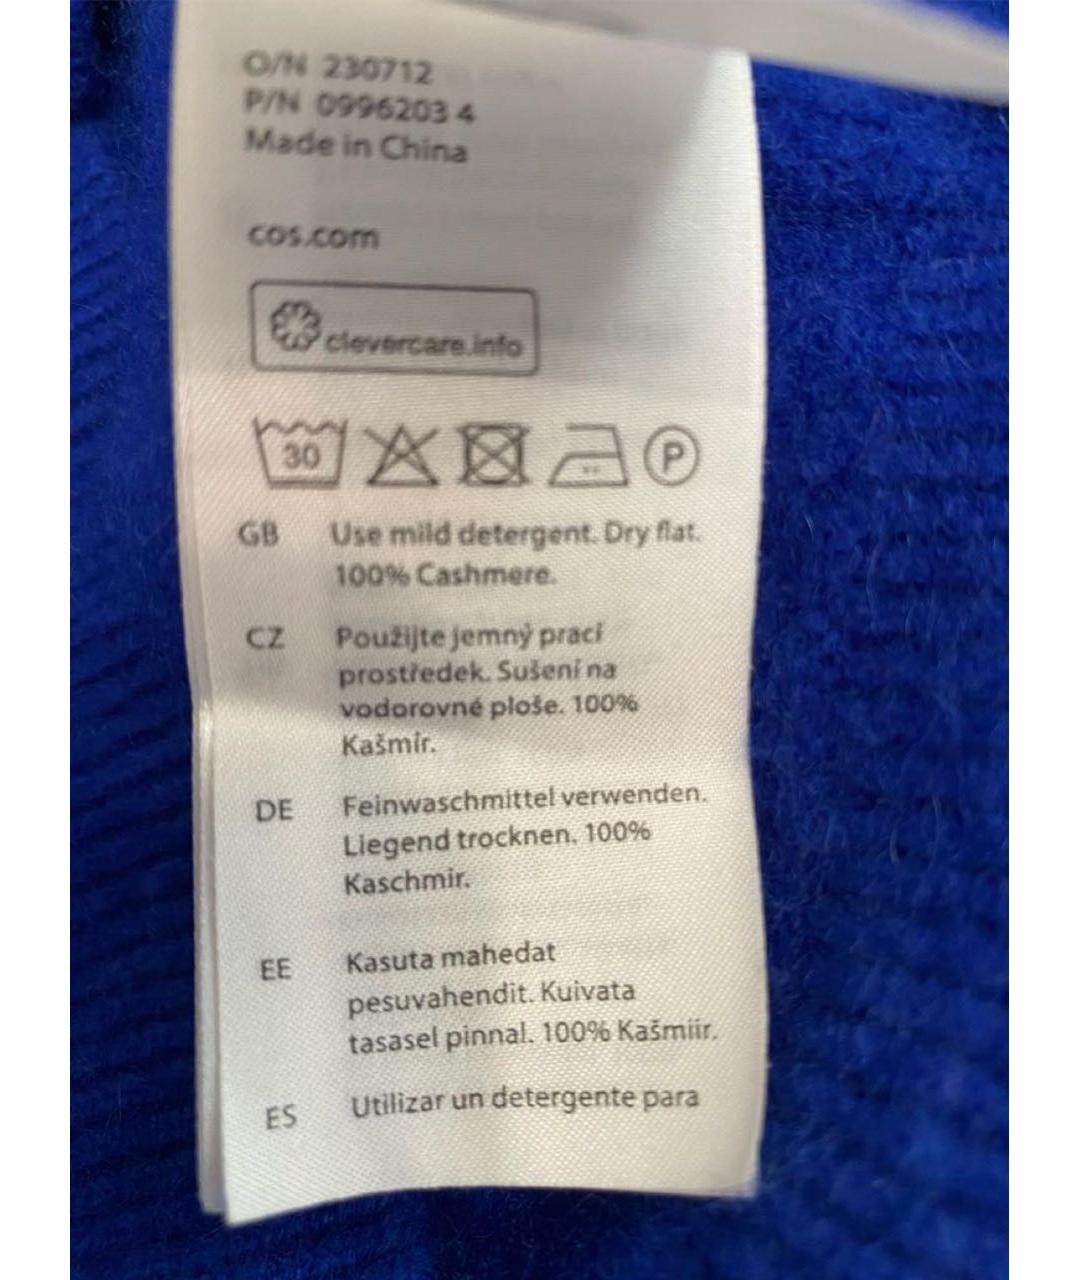 O/N 230712
P/N 0996203 4
Made in China
cos.com
clevercare.info
30 P
GB Use mild detergent. Dry flat.
100% Cashmere.
CZ Použijte jemný prací
prostředek. Sušení na
vodorovné ploše. 100%
Kašmír.
DE Feinwaschmittel verwenden.
Liegend trocknen. 100%
Kaschmir.
EE Kasuta mahedat
pesuvahendit. Kuivata
tasasel pinnal. 100% Kašmiir.
ES Utilizar un detergente para